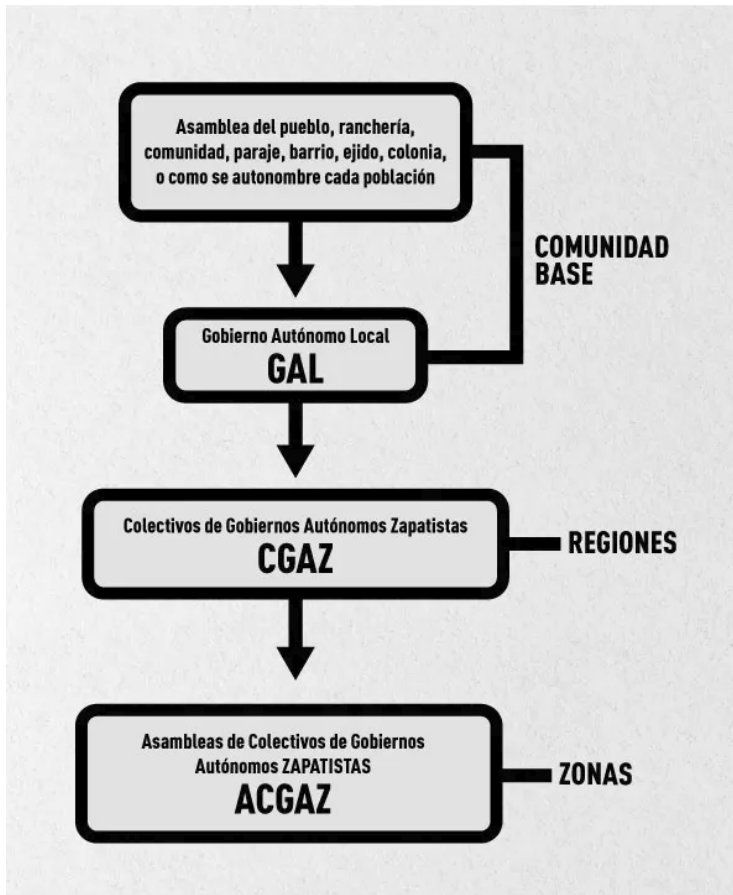 Asamblea del pueblo, ranchería,
comunidad, paraje, barrio, ejido, colonia,
o como se autonombre cada población
COMUNIDAD
BASE
Gobierno Autónomo Local
GAL
Colectivos de Gobiernos Autónomos Zapatistas
CGAZ
REGIONES
Asambleas de Colectivos de Gobiernos
Autónomos ZAPATISTAS
ACGAZ
ZONAS